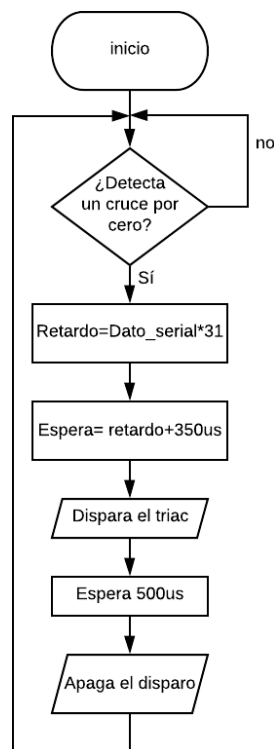 inicio
no
¿Detecta
un cruce por
cero?
Sí
Retardo=Dato_serial*31
Espera= retardo+350us
Dispara el triac
Espera 500us
Apaga el disparo